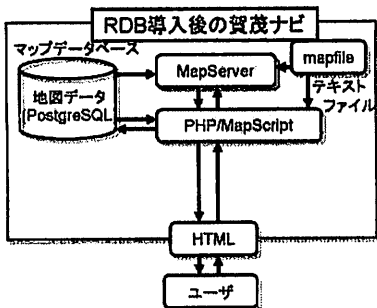 RDB導入後の賀茂ナビ
マップデータベース
MapServer
mapfile
テキスト
ファイル
地図データ
(PostgreSQL)
PHP/MapScript
HTML
ユーザ